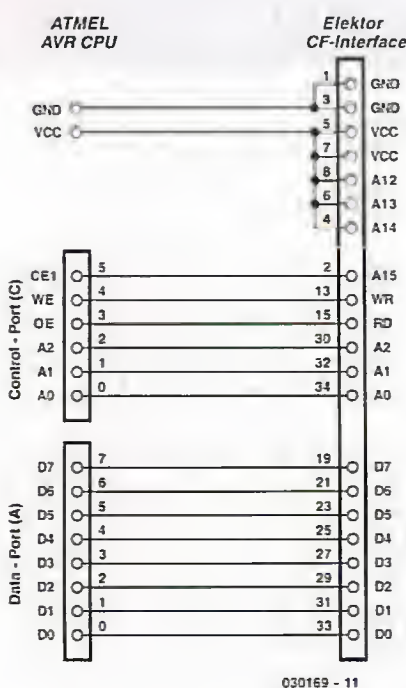 ATMEL
AVR CPU
Elektor
CF-Interface
1 GND
GND 3 GND
VCC 5 VCC
7 VCC
8 A12
6 A13
4 A14
Control - Port (C)
CE1 5 2 A15
WE 4 13 WR
OE 3 15 RD
A2 2 30 A2
A1 1 32 A1
A0 0 34 A0
Data - Port (A)
D7 7 19 D7
D6 6 21 D6
D5 5 23 D5
D4 4 25 D4
D3 3 27 D3
D2 2 29 D2
D1 1 31 D1
D0 0 33 D0
030169 - 11